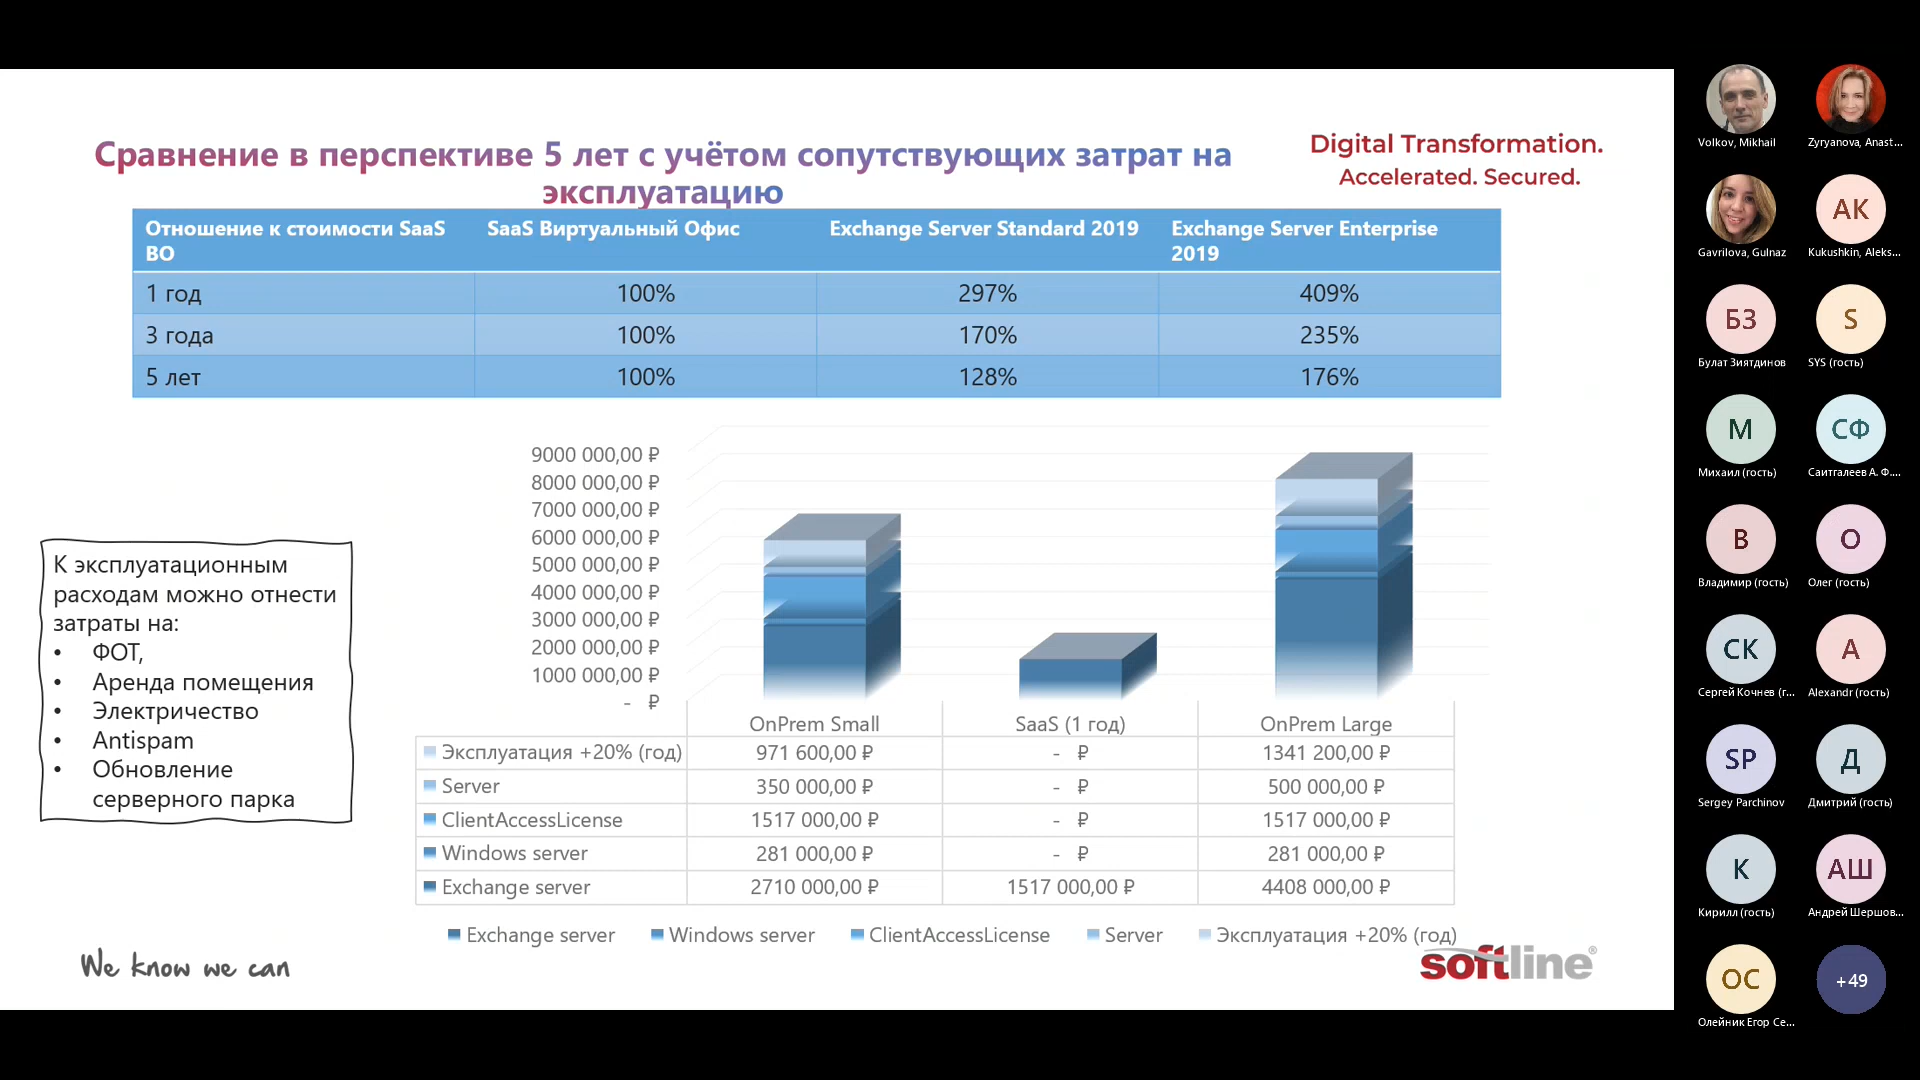 Сравнение в перспективе 5 лет с учётом сопутствующих затрат на
эксплуатацию
Digital Transformation.
Accelerated. Secured.
Отношение к стоимости SaaS
ВО
SaaS Виртуальный Офис
Exchange Server Standard 2019
Exchange Server Enterprise
2019
1 год 100% 297% 409%
3 года 100% 170% 235%
5 лет 100% 128% 176%
К эксплуатационным
расходам можно отнести
затраты на:
• ФОТ,
• Аренда помещения
• Электричество
• Antispam
• Обновление
серверного парка
9000 000,00 ₽
8000 000,00 ₽
7000 000,00 ₽
6000 000,00 ₽
5000 000,00 ₽
4000 000,00 ₽
3000 000,00 ₽
2000 000,00 ₽
1000 000,00 ₽
- ₽
OnPrem Small SaaS (1 год) OnPrem Large
Эксплуатация +20% (год) 971 600,00 ₽ - ₽ 1341 200,00 ₽
Server 350 000,00 ₽ - ₽ 500 000,00 ₽
ClientAccessLicense 1517 000,00 ₽ - ₽ 1517 000,00 ₽
Windows server 281 000,00 ₽ - ₽ 281 000,00 ₽
Exchange server 2710 000,00 ₽ 1517 000,00 ₽ 4408 000,00 ₽
Exchange server Windows server ClientAccessLicense Server Эксплуатация +20% (год)
We know we can
softline®
Volkov, Mikhail
Zyryanova, Anast...
Gavrilova, Gulnaz
АК
Kukushkin, Aleks...
БЗ
Булат Зиятдинов
S
SYS (гость)
М
Михаил (гость)
СФ
Саитгалеев А. Ф....
В
Владимир (гость)
О
Олег (гость)
СК
Сергей Кочнев (г...
A
Alexandr (гость)
SP
Sergey Parchinov
Д
Дмитрий (гость)
К
Кирилл (гость)
АШ
Андрей Шершов...
ОС
Олейник Егор Се...
+49